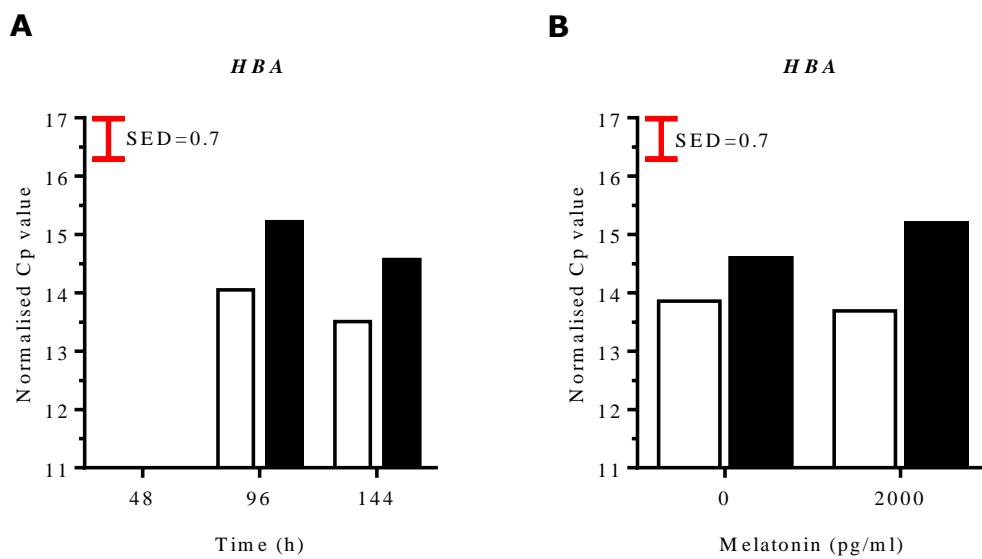 A
HBA
17
16
15
14
13
12
11
SED=0.7
Normalised Cp value
48
96
144
Time (h)
B
HBA
17
16
15
14
13
12
11
SED=0.7
Normalised Cp value
0
2000
Melatonin (pg/ml)